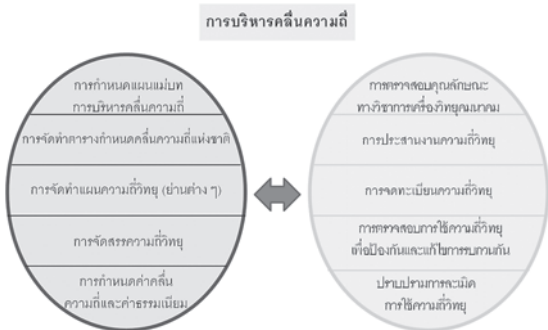 การบริหารคลื่นความถี่
การกำหนดแผนแม่บท
การบริหารคลื่นความถี่
การจัดทำตารางกำหนดคลื่นความถี่แห่งชาติ
การจัดทำแผนความถี่วิทยุ (ย่านต่าง ๆ)
การจัดสรรความถี่วิทยุ
การกำหนดค่าคลื่น
ความถี่และค่าธรรมเนียม
การตรวจสอบคุณลักษณะ
ทางวิชาการเครื่องวิทยุคมนาคม
การประสานงานความถี่วิทยุ
การจดทะเบียนความถี่วิทยุ
การตรวจสอบการใช้ความถี่วิทยุ
เพื่อป้องกันและแก้ไขการรบกวนกัน
ปราบปรามการละเมิด
การใช้ความถี่วิทยุ